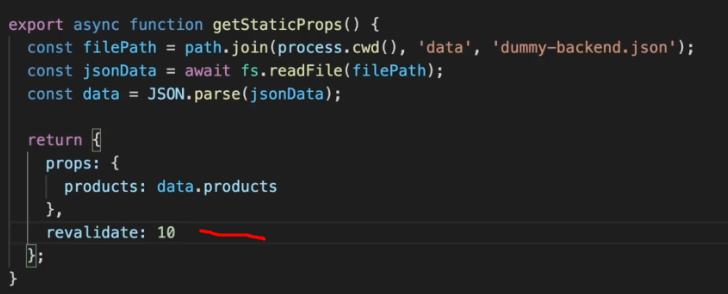 export async function getStaticProps() {
const filePath = path.join(process.cwd(), 'data', 'dummy-backend.json');
const jsonData = await fs.readFile(filePath);
const data = JSON.parse(jsonData);
return {
props: {
products: data.products
},
revalidate: 10
};
}